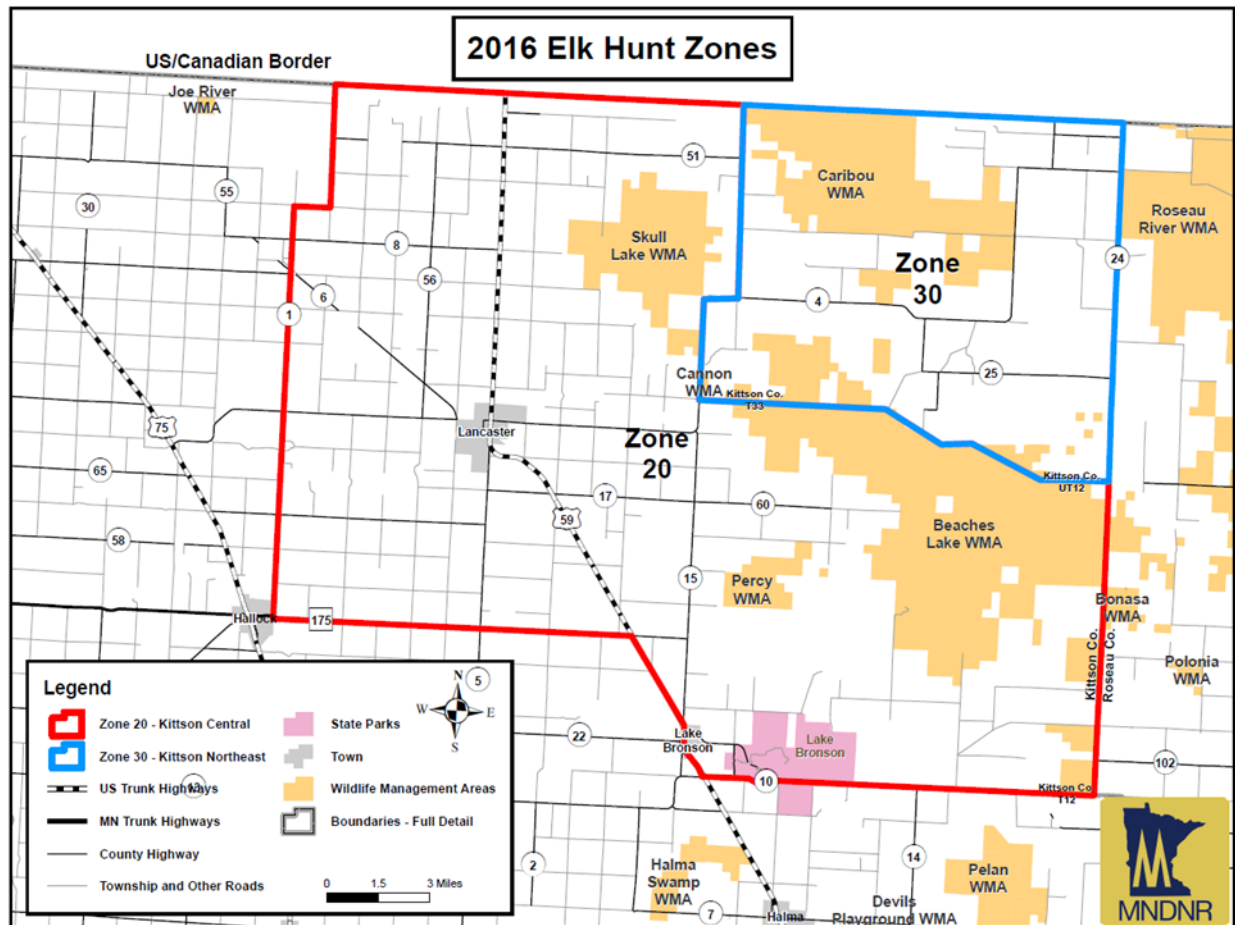 2016 Elk Hunt Zones
US/Canadian Border
Joe River
WMA
51
Caribou
WMA
55
30
Roseau
River WMA
Skull
Lake WMA
8
24
56
Zone
30
6
4
1
Cannon
WMA
25
Kittson Co.
T33
75
Lancaster
Zone
20
65
Kittson Co.
UT12
17
60
59
Beaches
Lake WMA
58
15
Percy
WMA
Bonasa
WMA
Hallock
175
Kittson Co.
Roseau Co.
Polonia
WMA
5
22
Lake
Bronson
Lake
Bronson
102
10
Kittson Co.
T12
2
14
Halma
Swamp
WMA
Pelan
WMA
Devils
Playground WMA
7
Halma
Legend
N
W
E
S
Zone 20 - Kittson Central
Zone 30 - Kittson Northeast
US Trunk Highways
MN Trunk Highways
County Highway
Township and Other Roads
State Parks
Town
Wildlife Management Areas
Boundaries - Full Detail
0 1.5 3 Miles
MNDNR